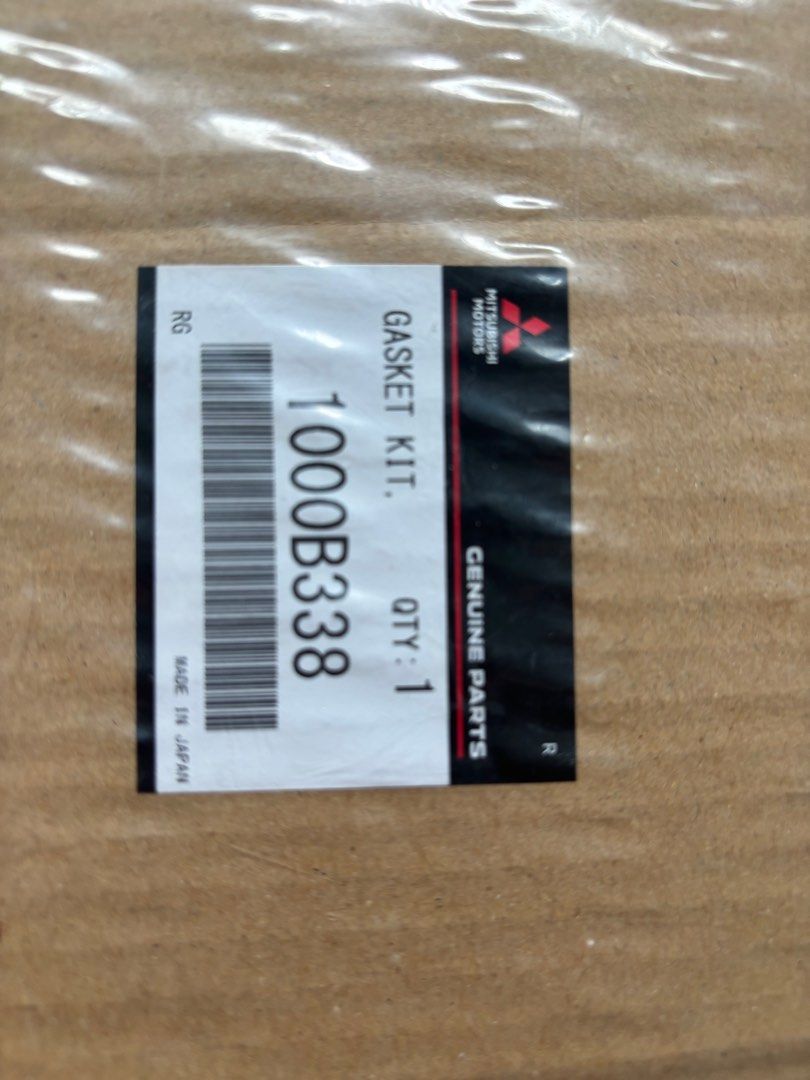 R
MITSUBISHI
MOTORS
GENUINE PARTS
GASKET KIT. QTY:1
1000B338
RG MADE IN JAPAN